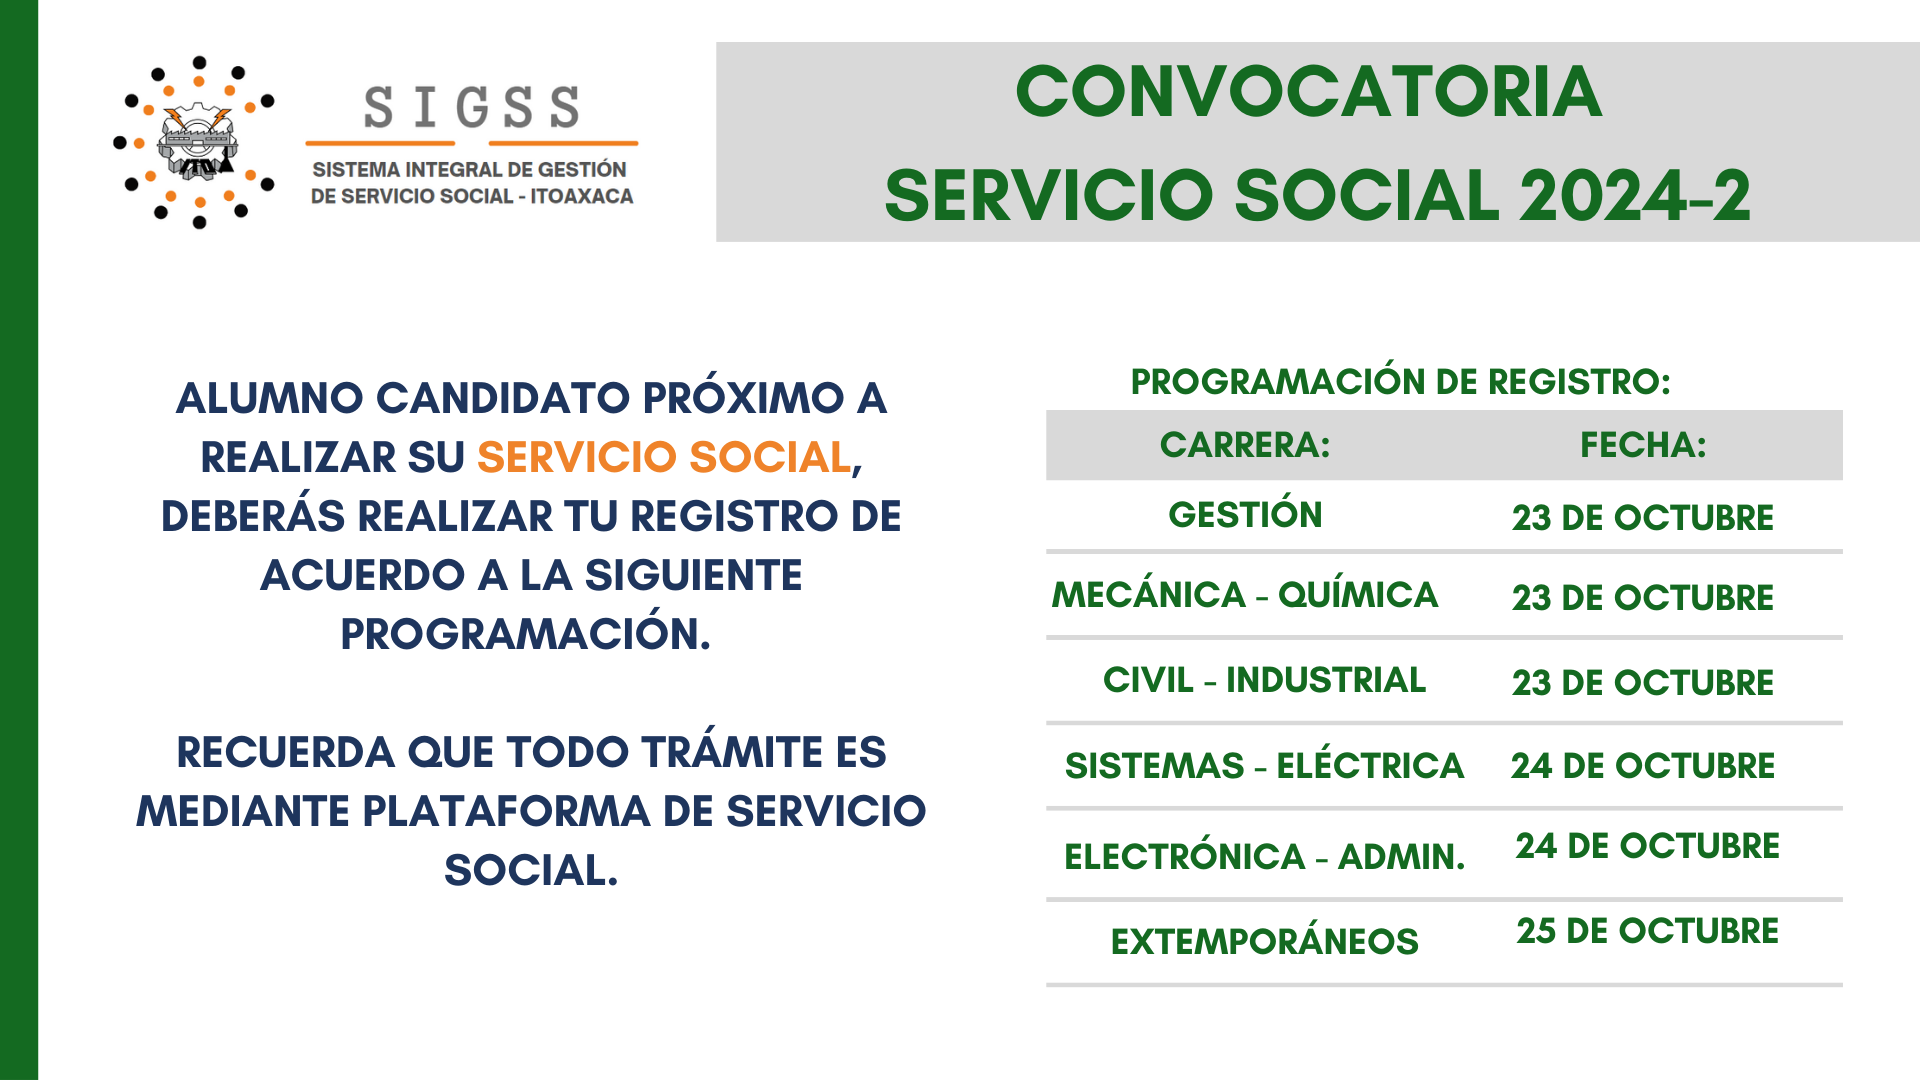 SIGSS
SISTEMA INTEGRAL DE GESTIÓN
DE SERVICIO SOCIAL - ITOAXACA
CONVOCATORIA
SERVICIO SOCIAL 2024-2
ALUMNO CANDIDATO PRÓXIMO A
REALIZAR SU SERVICIO SOCIAL,
DEBERÁS REALIZAR TU REGISTRO DE
ACUERDO A LA SIGUIENTE
PROGRAMACIÓN.
RECUERDA QUE TODO TRÁMITE ES
MEDIANTE PLATAFORMA DE SERVICIO
SOCIAL.
PROGRAMACIÓN DE REGISTRO:
CARRERA: FECHA:
GESTIÓN 23 DE OCTUBRE
MECÁNICA - QUÍMICA 23 DE OCTUBRE
CIVIL - INDUSTRIAL 23 DE OCTUBRE
SISTEMAS - ELÉCTRICA 24 DE OCTUBRE
ELECTRÓNICA - ADMIN. 24 DE OCTUBRE
EXTEMPORÁNEOS 25 DE OCTUBRE